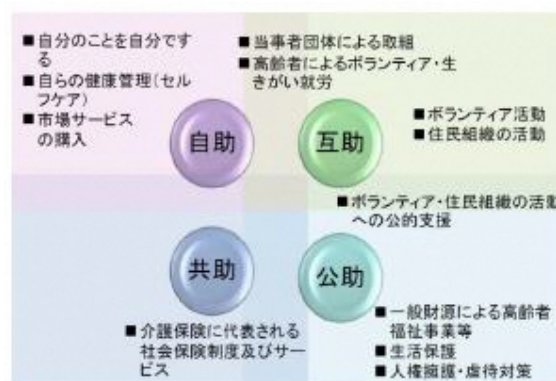 ■自分のことを自分です
る
■自らの健康管理(セル
フケア)
■市場サービス
の購入
■当事者団体による取組
■高齢者によるボランティア・生
きがい就労
■ボランティア活動
■住民組織の活動
自助
互助
■ボランティア・住民組織の活動
への公的支援
共助
公助
■介護保険に代表される
社会保険制度及びサー
ビス
■一般財源による高齢者
福祉事業等
■生活保護
■人権擁護・虐待対策